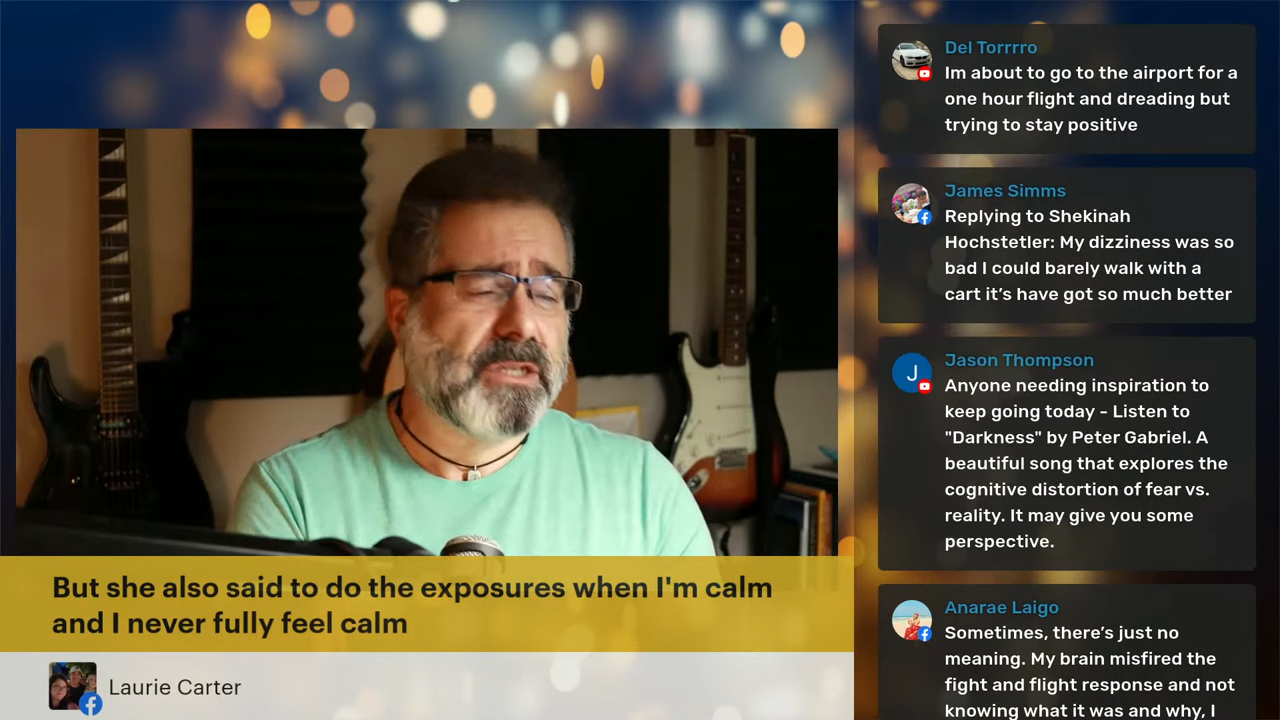 But she also said to do the exposures when I'm calm
and I never fully feel calm
Laurie Carter
Del Torrrro
Im about to go to the airport for a
one hour flight and dreading but
trying to stay positive
James Simms
Replying to Shekinah
Hochstetler: My dizziness was so
bad I could barely walk with a
cart it’s have got so much better
J
Jason Thompson
Anyone needing inspiration to
keep going today - Listen to
"Darkness" by Peter Gabriel. A
beautiful song that explores the
cognitive distortion of fear vs.
reality. It may give you some
perspective.
Anarae Laigo
Sometimes, there’s just no
meaning. My brain misfired the
fight and flight response and not
knowing what it was and why, I